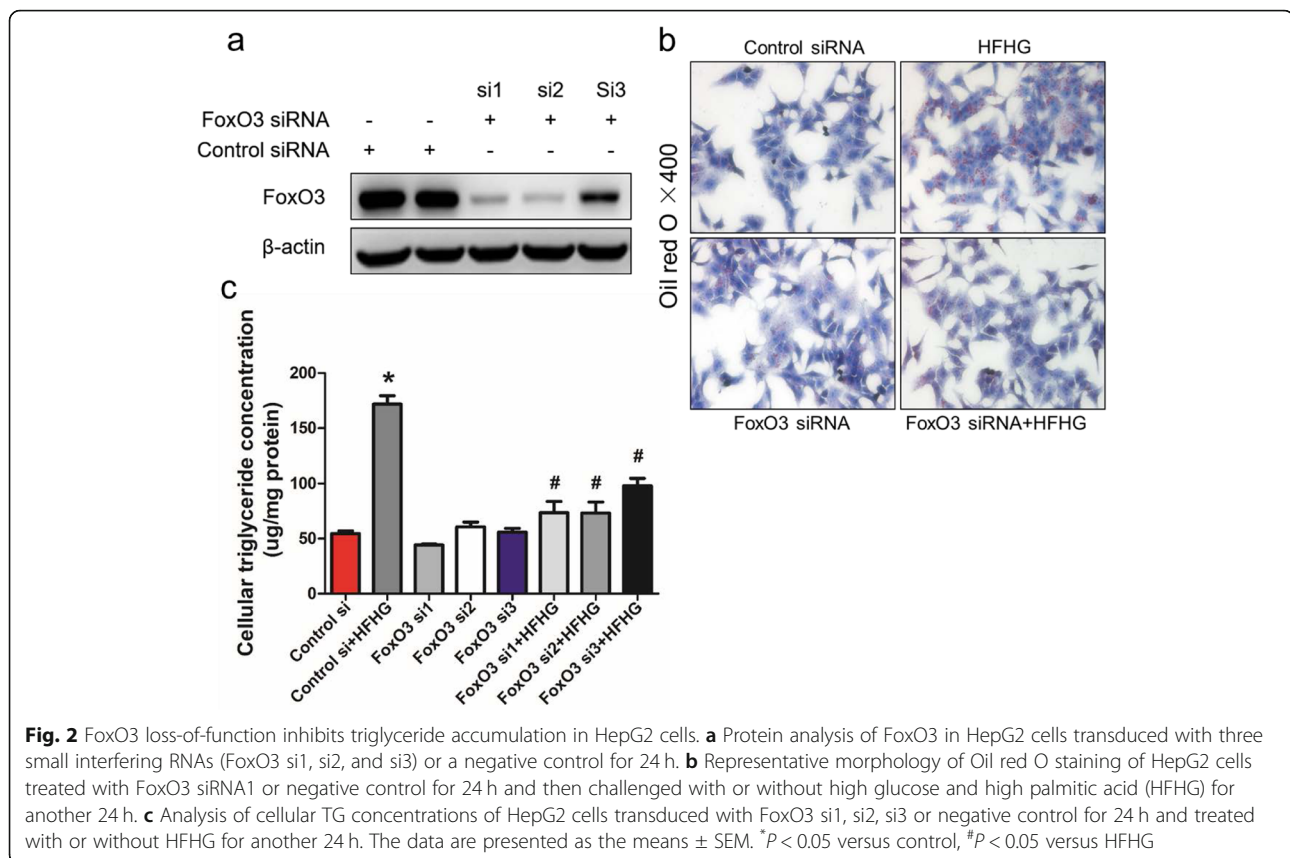 a
si1 si2 Si3
FoxO3 siRNA - - + + +
Control siRNA + + - - -
FoxO3
β-actin
b
Control siRNA HFHG
Oil red O ×400
FoxO3 siRNA FoxO3 siRNA+HFHG
c
Cellular triglyceride concentration
(ug/mg protein)
200
150
100
50
0
*
# # #
Control si
Control si+HFHG
FoxO3 si1
FoxO3 si2
FoxO3 si3
FoxO3 si1+HFHG
FoxO3 si2+HFHG
FoxO3 si3+HFHG
Fig. 2 FoxO3 loss-of-function inhibits triglyceride accumulation in HepG2 cells. a Protein analysis of FoxO3 in HepG2 cells transduced with three
small interfering RNAs (FoxO3 si1, si2, and si3) or a negative control for 24 h. b Representative morphology of Oil red O staining of HepG2 cells
treated with FoxO3 siRNA1 or negative control for 24 h and then challenged with or without high glucose and high palmitic acid (HFHG) for
another 24 h. c Analysis of cellular TG concentrations of HepG2 cells transduced with FoxO3 si1, si2, si3 or negative control for 24 h and treated
with or without HFHG for another 24 h. The data are presented as the means ± SEM. *P < 0.05 versus control, #P < 0.05 versus HFHG